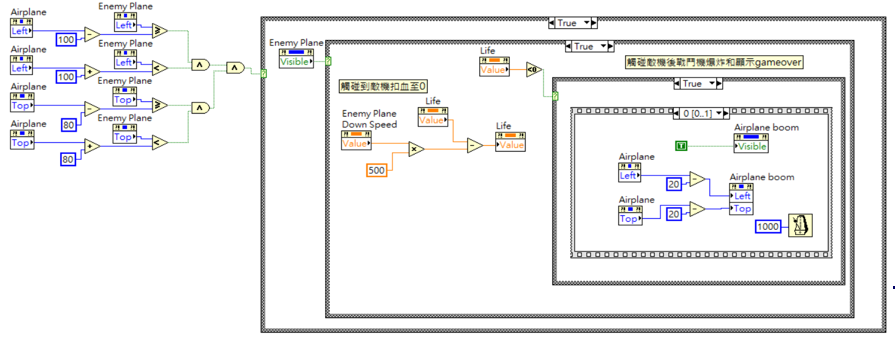 Airplane
Left
100
Enemy Plane
Left
Airplane
Left
100
Enemy Plane
Left
Airplane
Top
80
Enemy Plane
Top
Airplane
Top
80
Enemy Plane
Top
True
Enemy Plane
Visible
True
觸碰到敵機扣血至0
Enemy Plane
Down Speed
Value
500
Life
Value
Life
Value
Life
Value
<0
觸碰敵機後戰鬥機爆炸和顯示gameover
True
0 [0..1]
T
Airplane boom
Visible
Airplane
Left
20
Airplane
Top
20
Airplane boom
Left
Top
1000